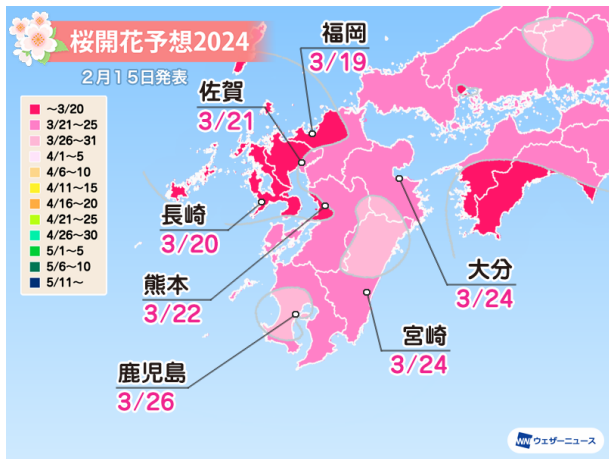 桜開花予想2024
2月15日発表
福岡
3/19
佐賀
3/21
~3/20
3/21~25
3/26~31
4/1~5
4/6~10
4/11~15
4/16~20
4/21~25
4/26~30
5/1~5
5/6~10
5/11~
長崎
3/20
熊本
3/22
大分
3/24
宮崎
3/24
鹿児島
3/26
WN ウェザーニュース